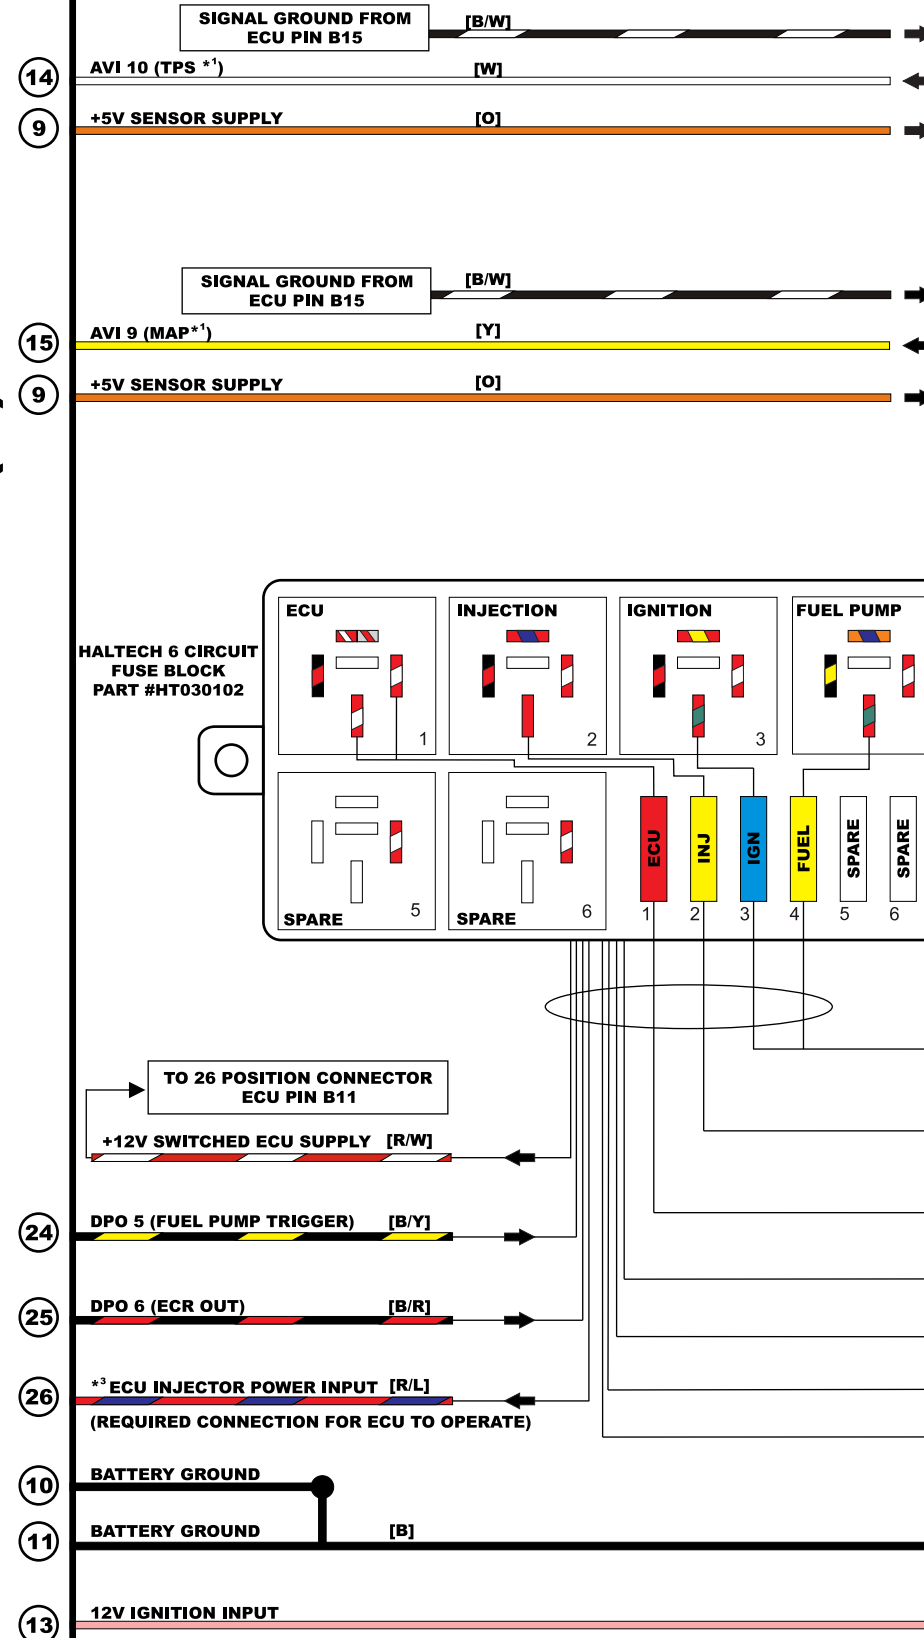 SIGNAL GROUND FROM
ECU PIN B15
[B/W]
14
AVI 10 (TPS *1)
[W]
9
+5V SENSOR SUPPLY
[O]
SIGNAL GROUND FROM
ECU PIN B15
[B/W]
15
AVI 9 (MAP*1)
[Y]
9
+5V SENSOR SUPPLY
[O]
HALTECH 6 CIRCUIT
FUSE BLOCK
PART #HT030102
ECU
1
INJECTION
2
IGNITION
3
FUEL PUMP
SPARE
5
SPARE
6
ECU
1
INJ
2
IGN
3
FUEL
4
SPARE
5
SPARE
6
TO 26 POSITION CONNECTOR
ECU PIN B11
+12V SWITCHED ECU SUPPLY
[R/W]
24
DPO 5 (FUEL PUMP TRIGGER)
[B/Y]
25
DPO 6 (ECR OUT)
[B/R]
26
*3 ECU INJECTOR POWER INPUT
[R/L]
(REQUIRED CONNECTION FOR ECU TO OPERATE)
10
BATTERY GROUND
11
BATTERY GROUND
[B]
13
12V IGNITION INPUT